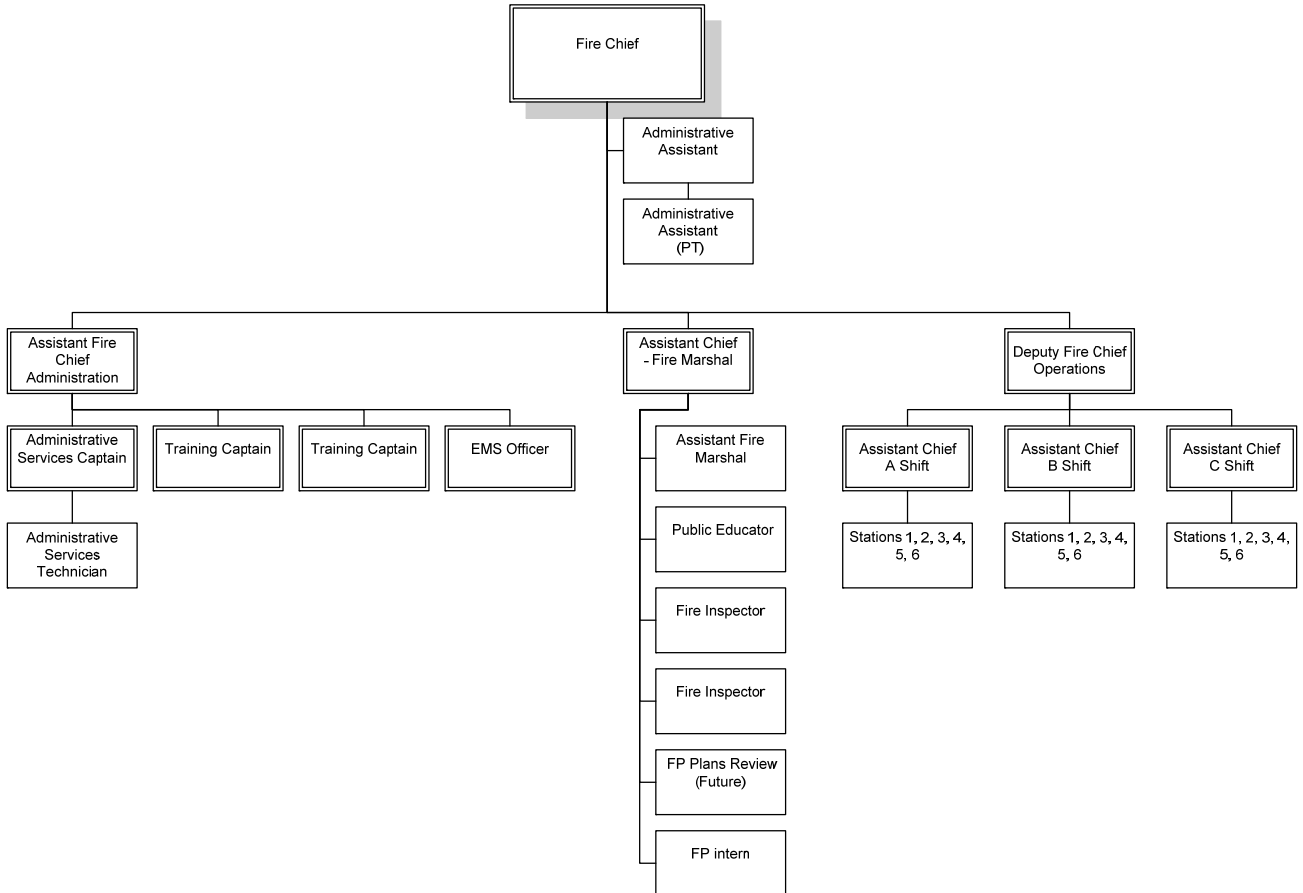 Fire Chief
Administrative
Assistant
Administrative
Assistant
(PT)
Assistant Fire
Chief
Administration
Assistant Chief
- Fire Marshal
Deputy Fire Chief
Operations
Administrative
Services Captain
Training Captain
Training Captain
EMS Officer
Administrative
Services
Technician
Assistant Fire
Marshal
Public Educator
Fire Inspector
Fire Inspector
FP Plans Review
(Future)
FP intern
Assistant Chief
A Shift
Assistant Chief
B Shift
Assistant Chief
C Shift
Stations 1, 2, 3, 4,
5, 6
Stations 1, 2, 3, 4,
5, 6
Stations 1, 2, 3, 4,
5, 6